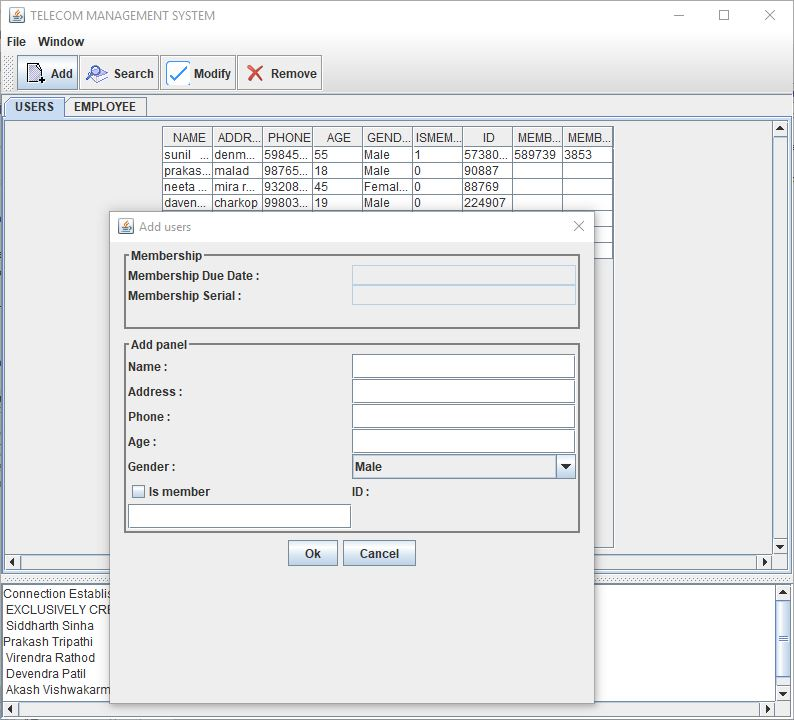 TELECOM MANAGEMENT SYSTEM
File Window
Add Search Modify Remove
USERS EMPLOYEE
NAME ADDR... PHONE AGE GEND... ISMEM... ID MEMB... MEMB...
sunil ... denm... 59845... 55 Male 1 57380... 589739 3853
prakas... malad 98765... 18 Male 0 90887
neeta ... mira r... 93208... 45 Femal... 0 88769
daven... charkop 99803... 19 Male 0 224907
Add users
Membership
Membership Due Date :
Membership Serial :
Add panel
Name :
Address :
Phone :
Age :
Gender : Male
Is member ID :
Ok Cancel
Connection Establis
EXCLUSIVELY CRE
Siddharth Sinha
Prakash Tripathi
Virendra Rathod
Devendra Patil
Akash Vishwakarm